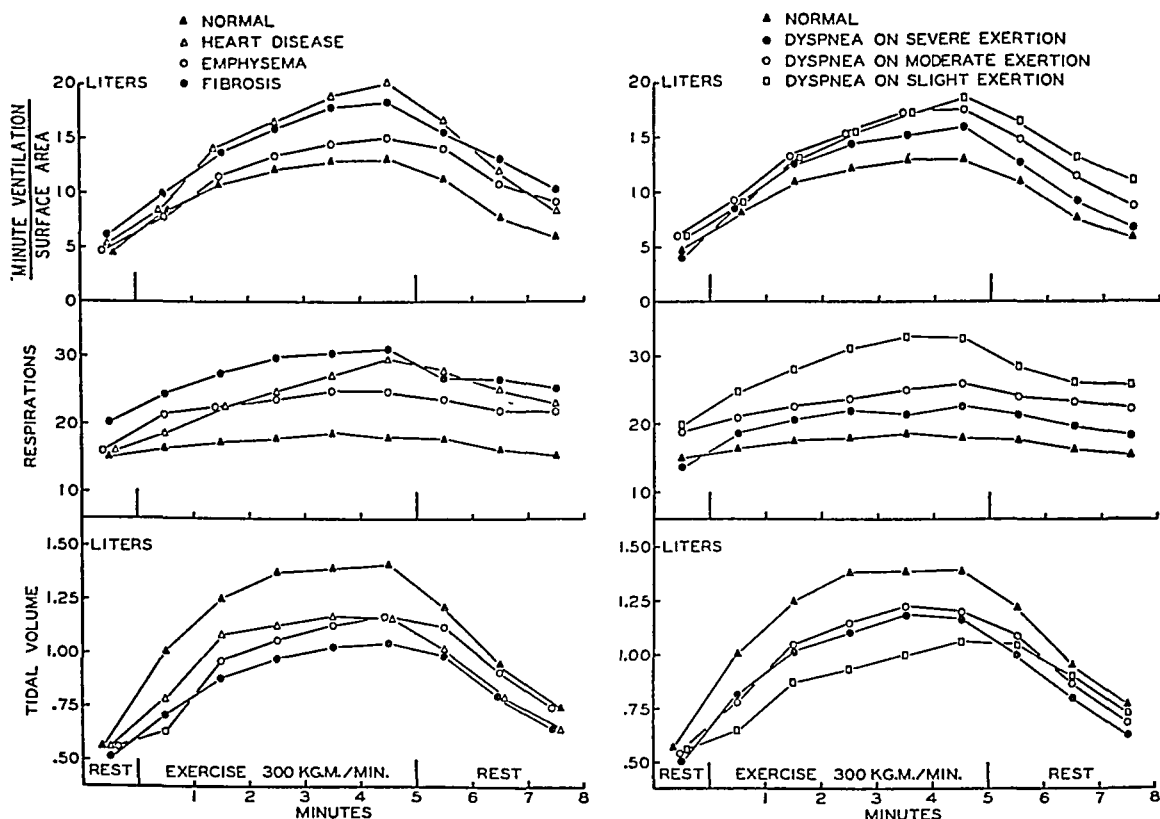 ▲ NORMAL
△ HEART DISEASE
○ EMPHYSEMA
● FIBROSIS
20 LITERS
15
10
5
0
MINUTE VENTILATION
SURFACE AREA
30
20
10
RESPIRATIONS
1.50 LITERS
1.25
1.00
.75
.50
TIDAL VOLUME
REST EXERCISE 300 KG.M./MIN. REST
1 2 3 4 5 6 7 8
MINUTES
▲ NORMAL
● DYSPNEA ON SEVERE EXERTION
○ DYSPNEA ON MODERATE EXERTION
□ DYSPNEA ON SLIGHT EXERTION
20 LITERS
15
10
5
0
30
20
10
1.50 LITERS
1.25
1.00
.75
.50
REST EXERCISE 300 KG.M./MIN. REST
1 2 3 4 5 6 7 8
MINUTES